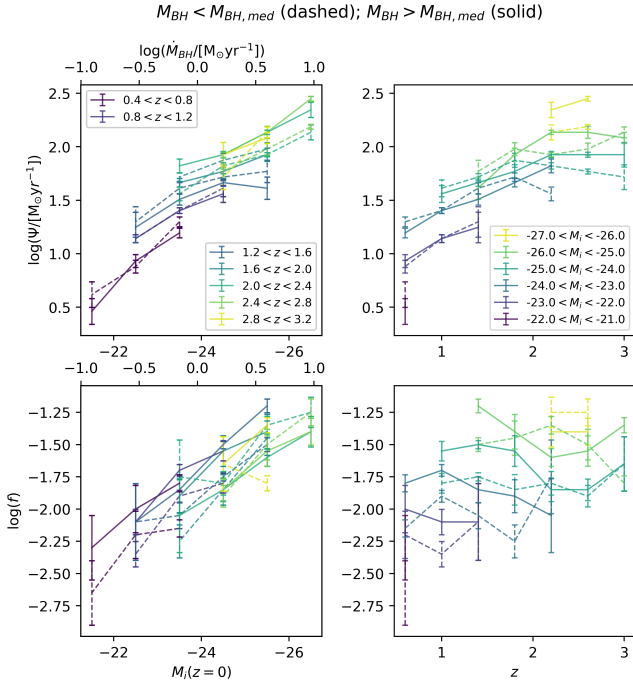 M_BH < M_BH,med (dashed); M_BH > M_BH,med (solid)
log(Ṁ_BH/[M⊙yr⁻¹])
−1.0 −0.5 0.0 0.5 1.0
2.5
2.0
1.5
1.0
0.5
log(Ψ/[M⊙yr⁻¹])
0.4 < z < 0.8
0.8 < z < 1.2
1.2 < z < 1.6
1.6 < z < 2.0
2.0 < z < 2.4
2.4 < z < 2.8
2.8 < z < 3.2
−22 −24 −26
2.5
2.0
1.5
1.0
0.5
-27.0 < M_i < -26.0
-26.0 < M_i < -25.0
-25.0 < M_i < -24.0
-24.0 < M_i < -23.0
-23.0 < M_i < -22.0
-22.0 < M_i < -21.0
1 2 3
−1.0 −0.5 0.0 0.5 1.0
−1.25
−1.50
−1.75
−2.00
−2.25
−2.50
−2.75
log(f)
−22 −24 −26
M_i(z = 0)
−1.25
−1.50
−1.75
−2.00
−2.25
−2.50
−2.75
1 2 3
z